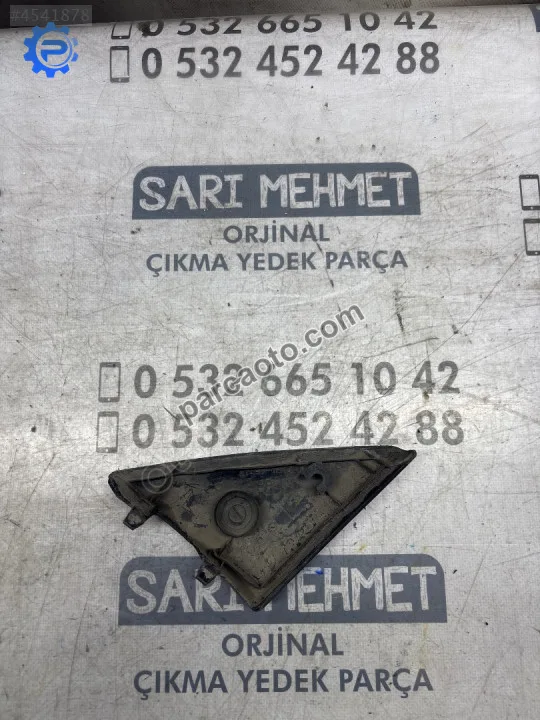 #4541878
P
0 532 665 10 42
0 532 452 42 88
SARI MEHMET
ORJİNAL
ÇIKMA YEDEK PARÇA
parcaoto.com
0 532 665 10 42
0 532 452 42 88
SARI MEHMET
ORJİNAL
ÇIKMA YEDEK PARÇA